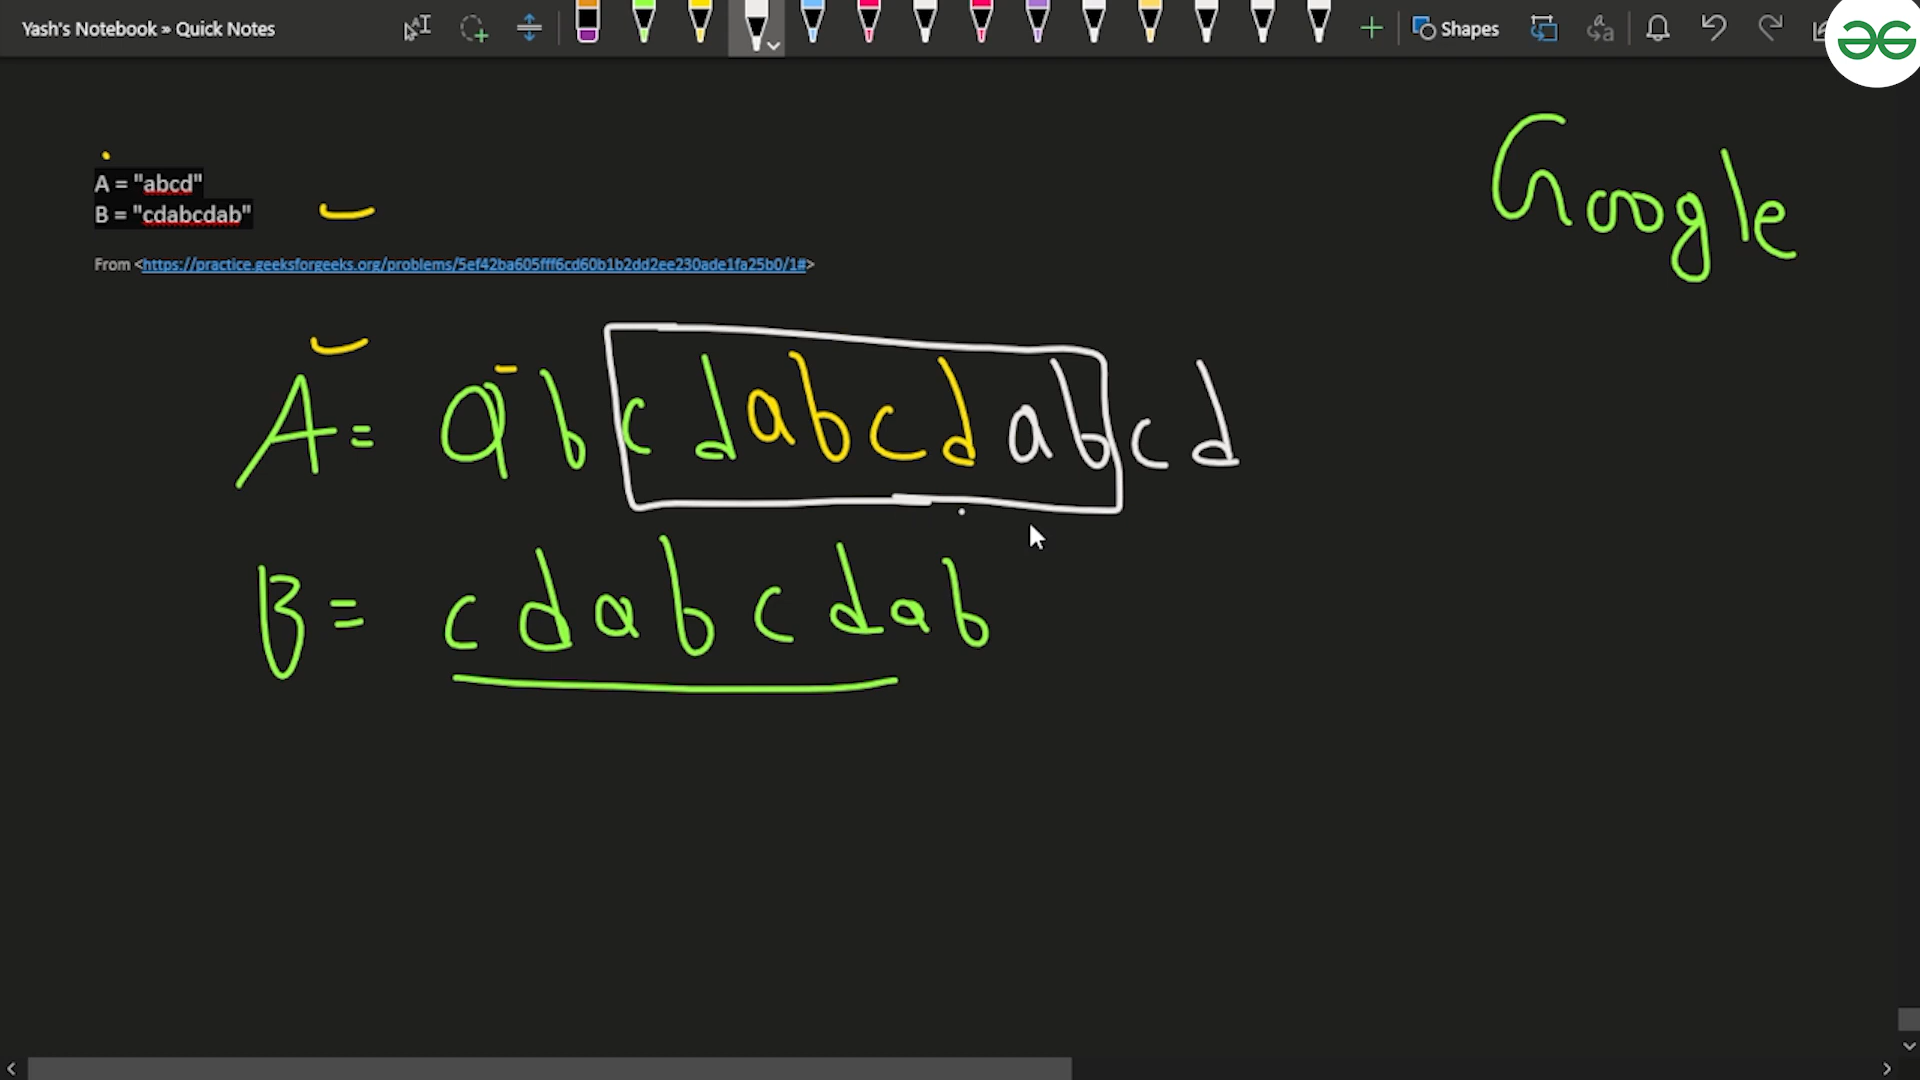 Yash's Notebook » Quick Notes
Shapes
Google
A = "abcd"
B = "cdabcdab"
From <https://practice.geeksforgeeks.org/problems/5ef42ba605fff6cd60b1b2dd2ee230ade1fa25b0/1#>
A = abcdabcdabcd
B = cdabcdab